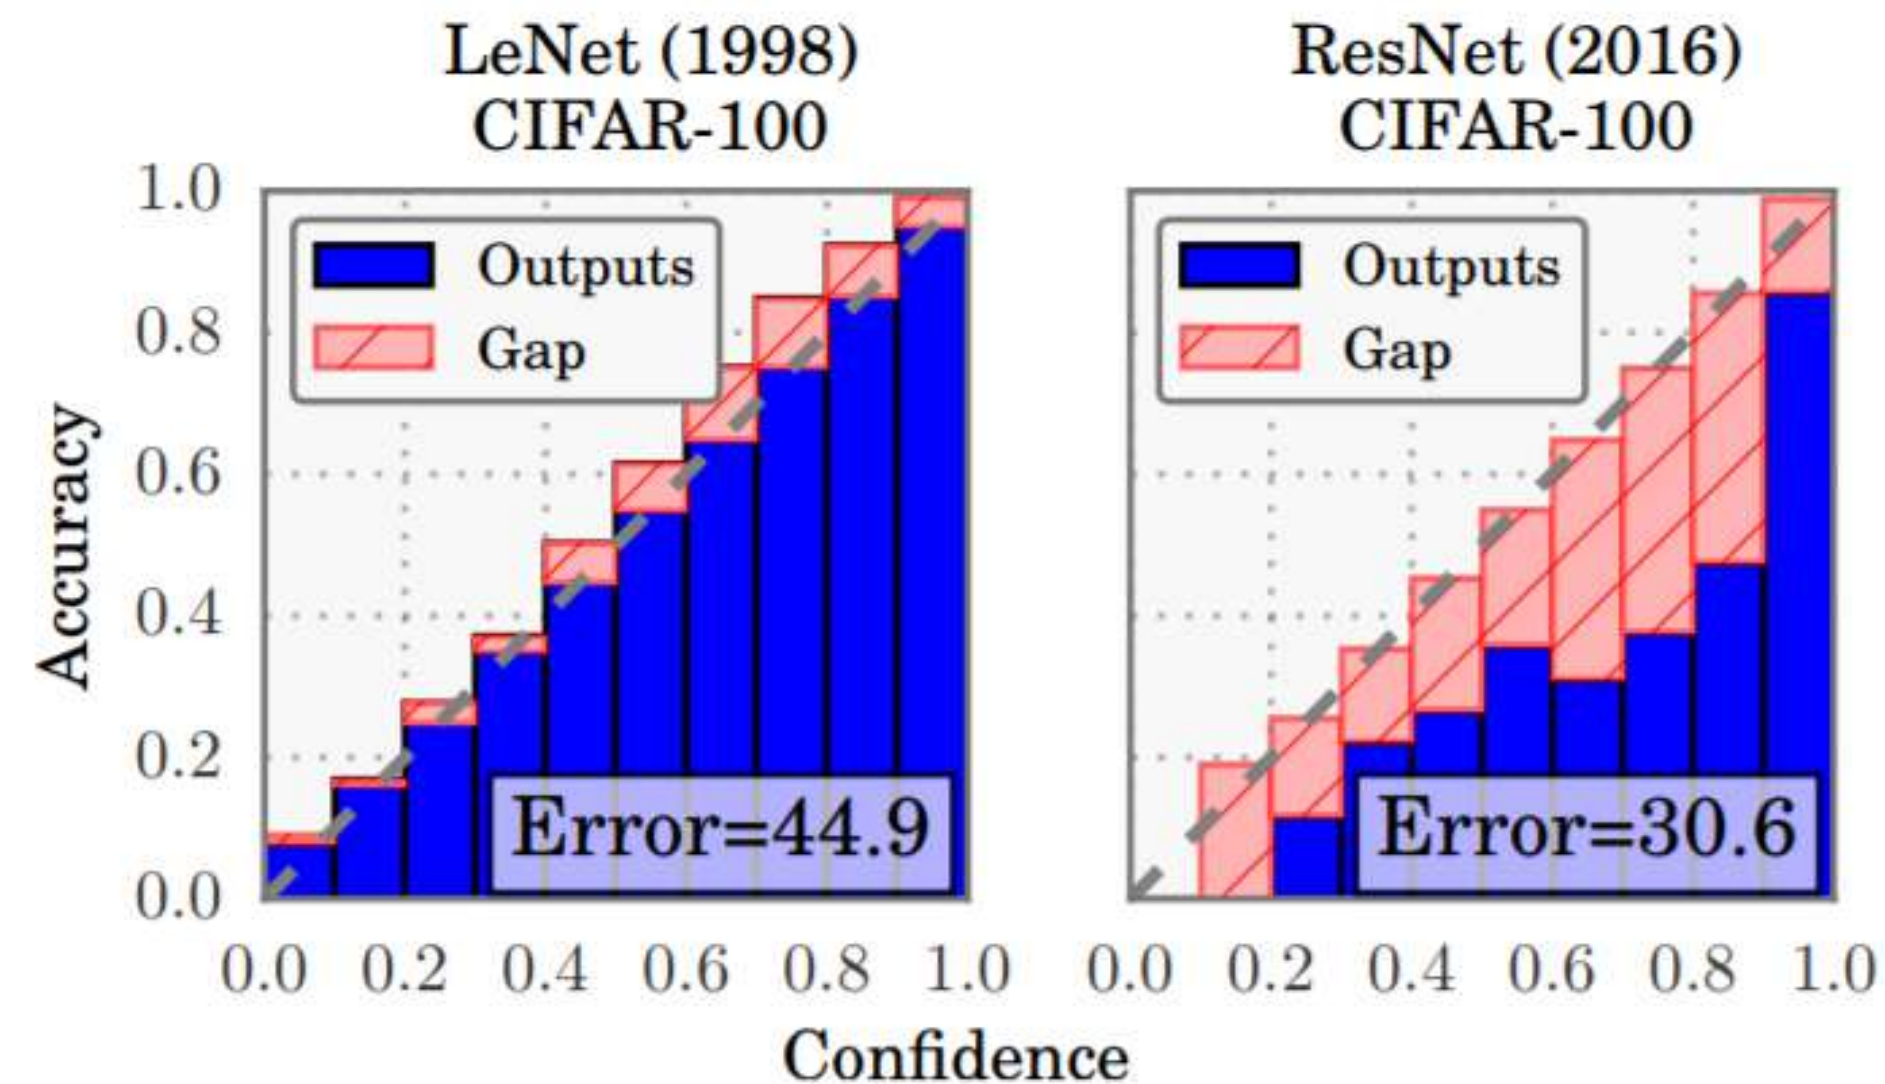 LeNet (1998)
CIFAR-100
ResNet (2016)
CIFAR-100
Accuracy
1.0
0.8
0.6
0.4
0.2
0.0
Outputs
Gap
Error=44.9
0.0 0.2 0.4 0.6 0.8 1.0
Outputs
Gap
Error=30.6
0.0 0.2 0.4 0.6 0.8 1.0
Confidence